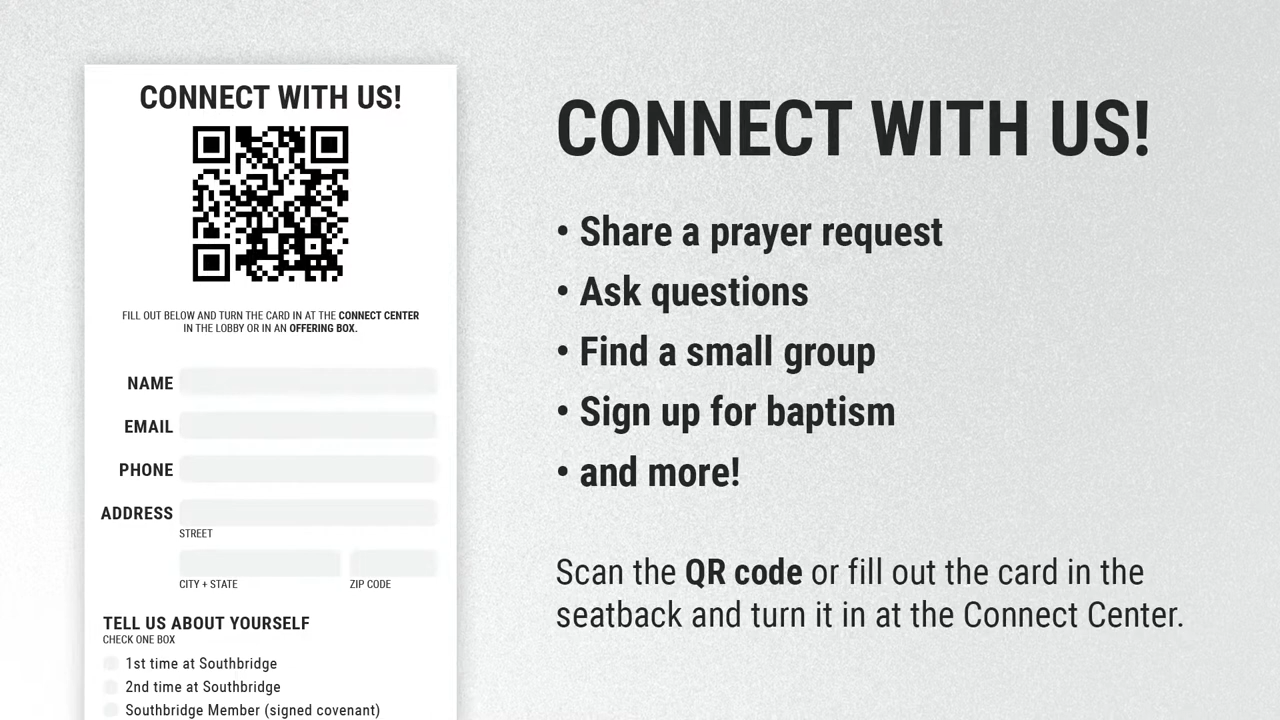 CONNECT WITH US!
FILL OUT BELOW AND TURN THE CARD IN AT THE CONNECT CENTER
IN THE LOBBY OR IN AN OFFERING BOX.
NAME
EMAIL
PHONE
ADDRESS
STREET
CITY + STATE ZIP CODE
TELL US ABOUT YOURSELF
CHECK ONE BOX
1st time at Southbridge
2nd time at Southbridge
Southbridge Member (signed covenant)
CONNECT WITH US!
• Share a prayer request
• Ask questions
• Find a small group
• Sign up for baptism
• and more!
Scan the QR code or fill out the card in the
seatback and turn it in at the Connect Center.